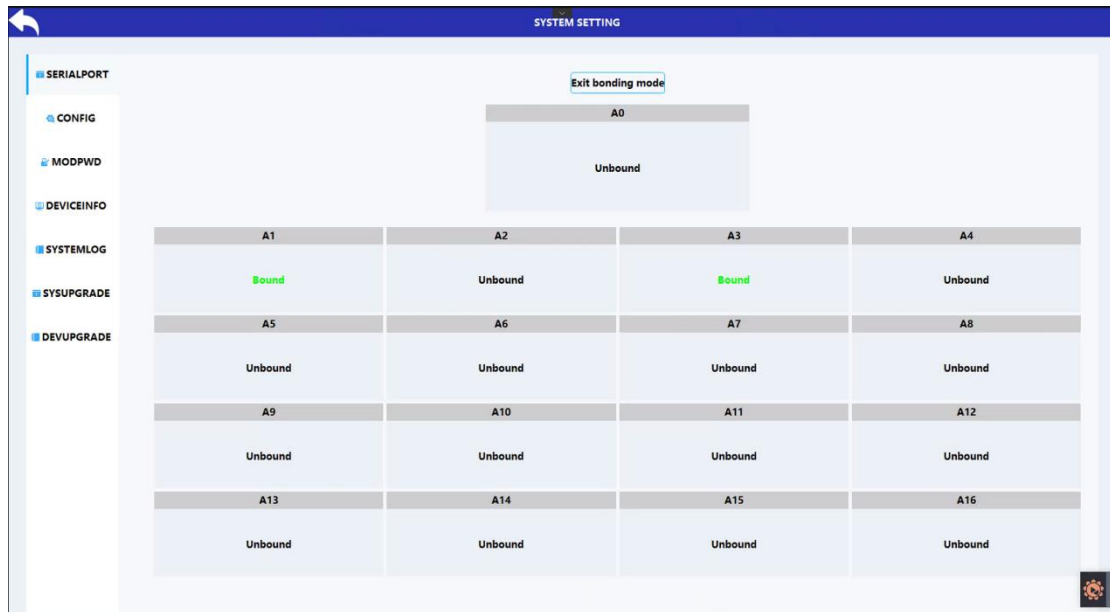 SYSTEM SETTING
SERIALPORT
CONFIG
MODPWD
DEVICEINFO
SYSTEMLOG
SYSUPGRADE
DEVUPGRADE
Exit bonding mode
A0
Unbound
A1 A2 A3 A4
Bound Unbound Bound Unbound
A5 A6 A7 A8
Unbound Unbound Unbound Unbound
A9 A10 A11 A12
Unbound Unbound Unbound Unbound
A13 A14 A15 A16
Unbound Unbound Unbound Unbound